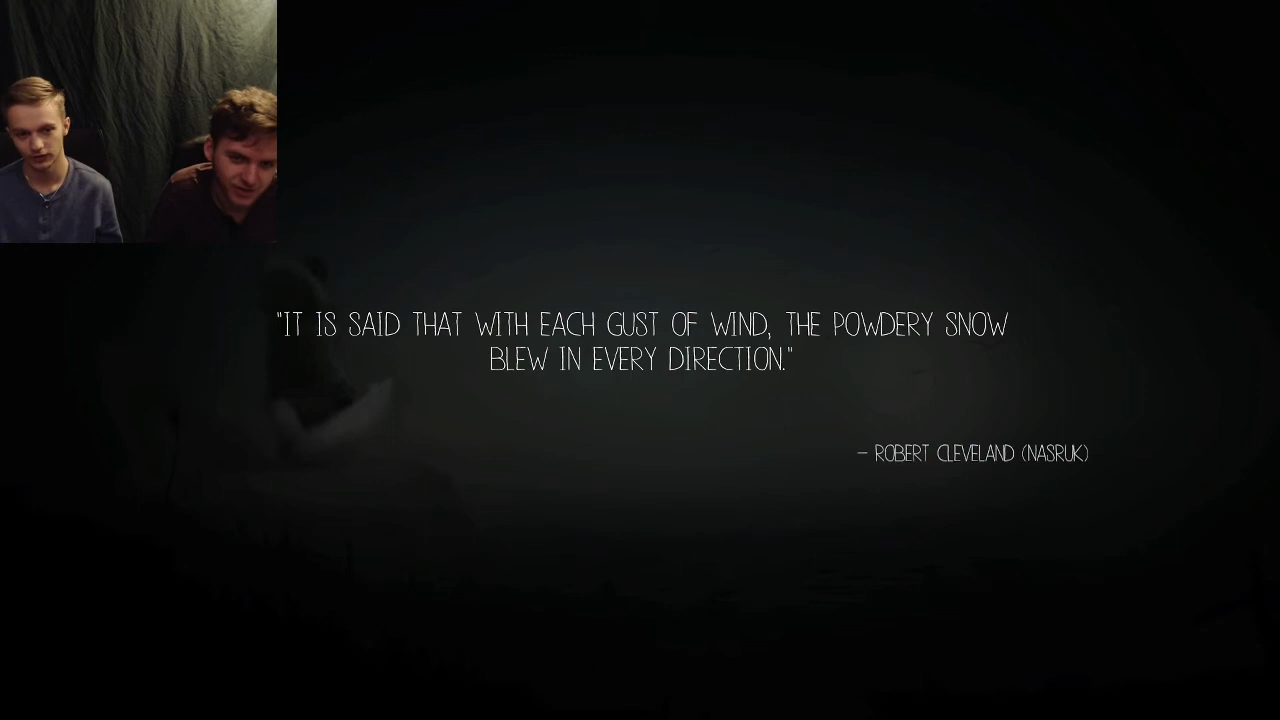 "IT IS SAID THAT WITH EACH GUST OF WIND, THE POWDERY SNOW
BLEW IN EVERY DIRECTION."
– ROBERT CLEVELAND (NASRUK)